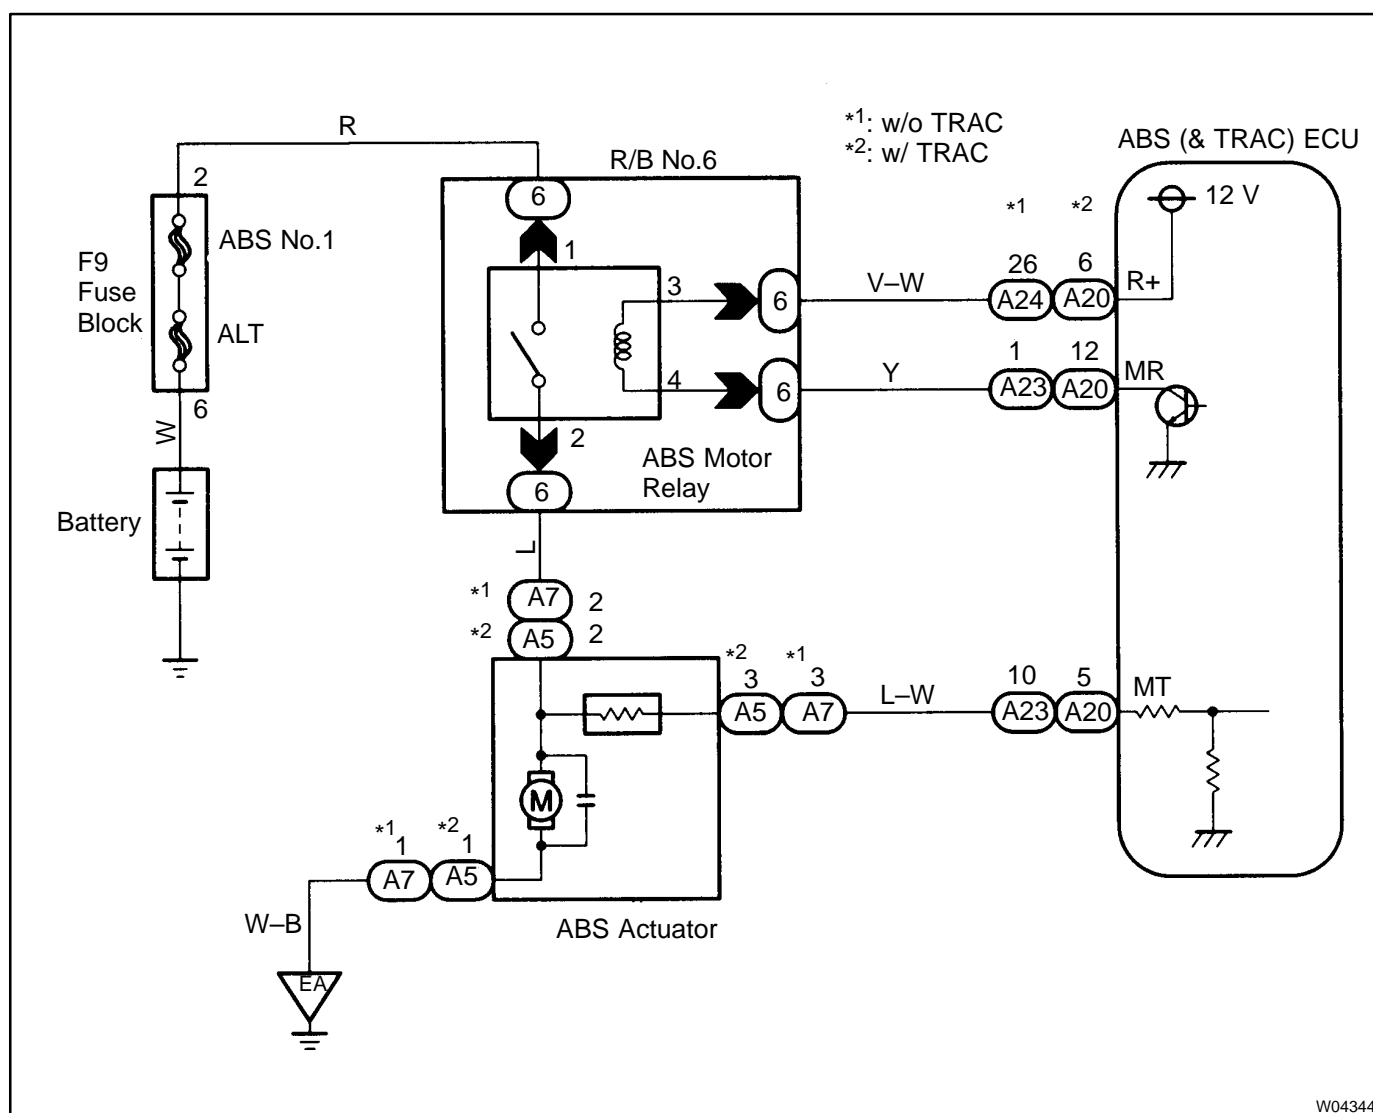 *1: w/o TRAC
*2: w/ TRAC
ABS (& TRAC) ECU
R
R/B No.6
2
ABS No.1
F9
Fuse
Block
ALT
6
W
Battery
6
1
3
6
4
6
2
ABS Motor
Relay
6
V–W
*1 *2
26 6
A24 A20
R+
12 V
Y
1 12
A23 A20
MR
L
*1 A7 2
*2 A5 2
*2 *1
3 3
A5 A7
L–W
10 5
A23 A20
MT
M
*1 *2
1 1
A7 A5
W–B
EA
ABS Actuator
W04344